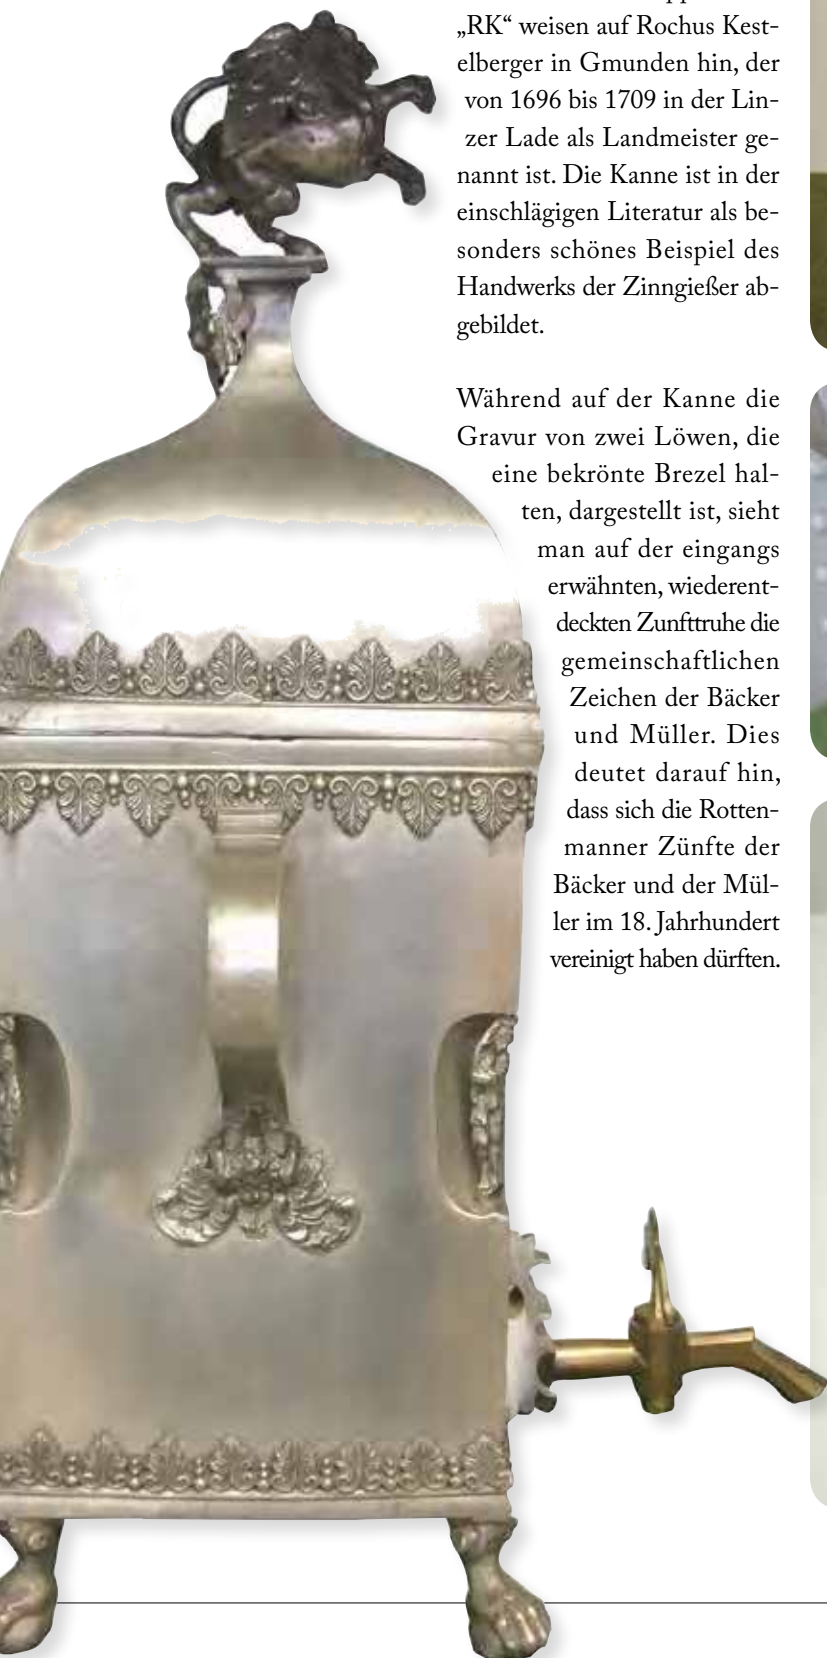 „RK“ weisen auf Rochus Kest-
elberger in Gmunden hin, der
von 1696 bis 1709 in der Lin-
zer Lade als Landmeister ge-
nannt ist. Die Kanne ist in der
einschlägigen Literatur als be-
sonders schönes Beispiel des
Handwerks der Zinngießer ab-
gebildet.

Während auf der Kanne die
Gravur von zwei Löwen, die
eine bekrönte Brezel hal-
ten, dargestellt ist, sieht
man auf der eingangs
erwähnten, wiederent-
deckten Zunfttruhe die
gemeinschaftlichen
Zeichen der Bäcker
und Müller. Dies
deutet darauf hin,
dass sich die Rotten-
manner Zünfte der
Bäcker und der Mül-
ler im 18. Jahrhundert
vereinigt haben dürften.